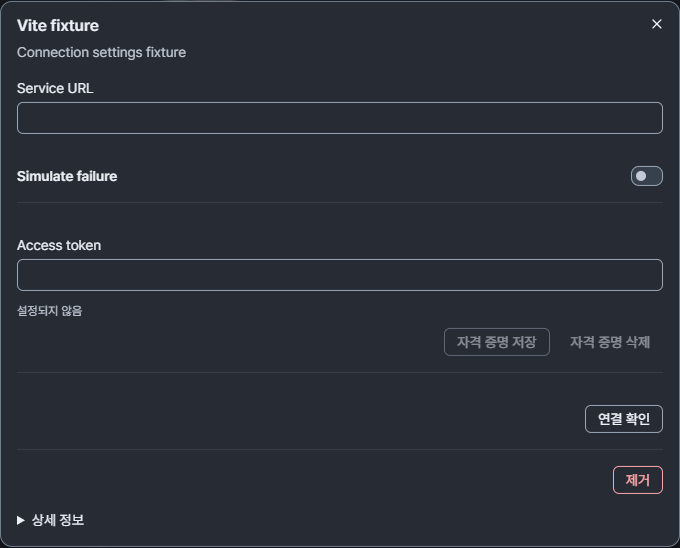 Vite fixture
Connection settings fixture
Service URL
Simulate failure
Access token
설정되지 않음
자격 증명 저장 자격 증명 삭제
연결 확인
제거
상세 정보